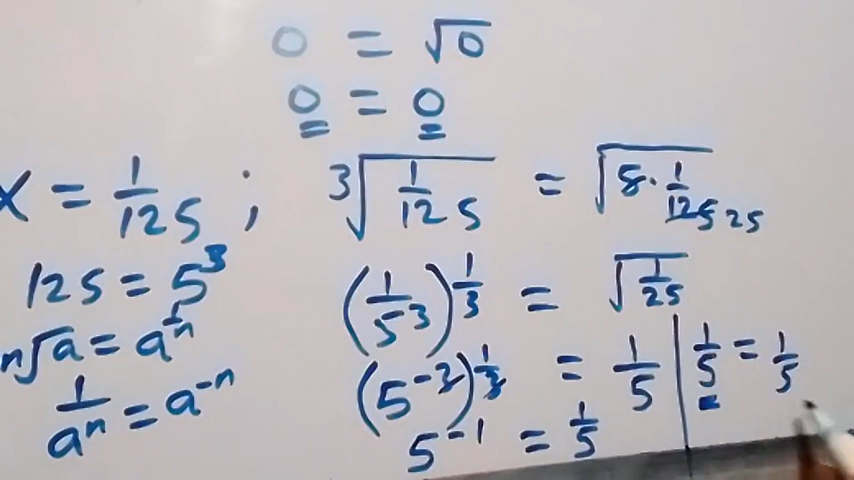 0 = √0
0 = 0
x = 1/125 ; ∛(1/125) = √(5 · 1/125 25)
125 = 5³ (1/5³)^(1/3) = √(1/25)
ⁿ√a = a^(1/n) (5⁻³)^(1/3) = 1/5 | 1/5 = 1/5
1/aⁿ = a⁻ⁿ 5⁻¹ = 1/5